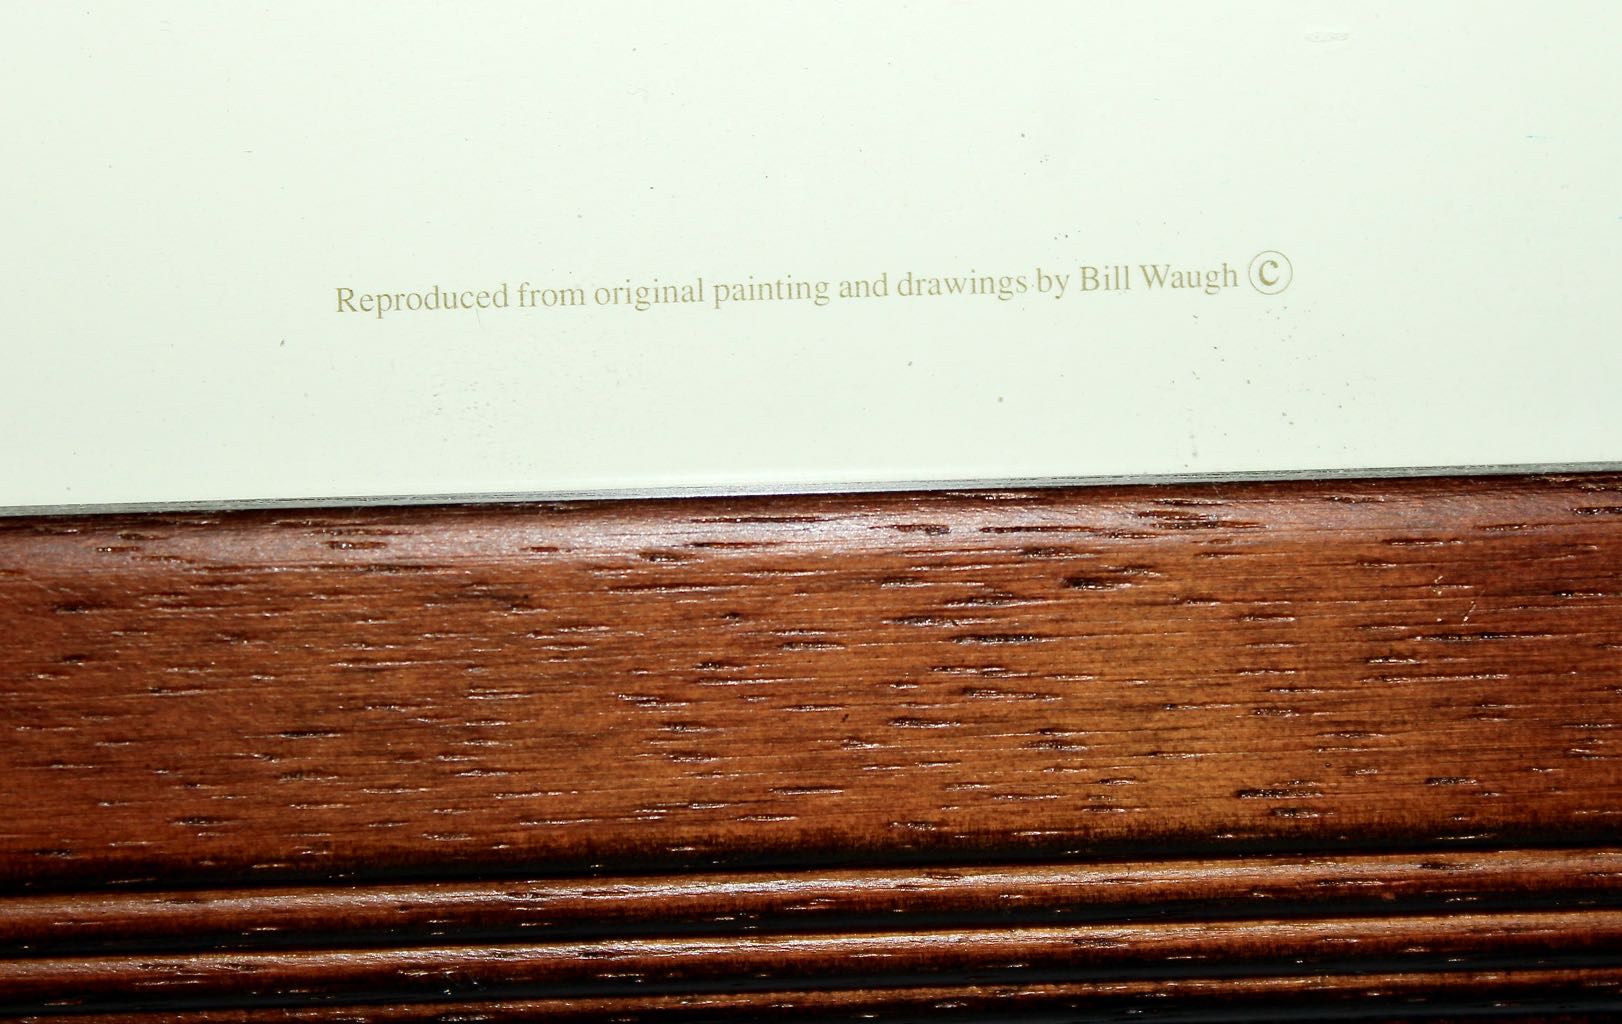 Reproduced from original painting and drawings by Bill Waugh ©